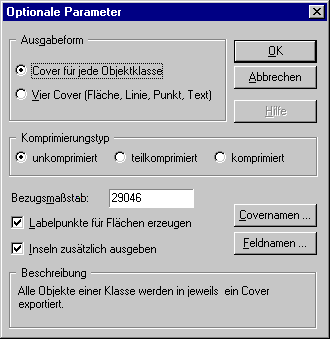 Optionale Parameter
Ausgabeform
Cover für jede Objektklasse
Vier Cover (Fläche, Linie, Punkt, Text)
OK
Abbrechen
Hilfe
Komprimierungstyp
unkomprimiert
teilkomprimiert
komprimiert
Bezugsmaßstab:
29046
Labelpunkte für Flächen erzeugen
Inseln zusätzlich ausgeben
Covernamen ...
Feldnamen ...
Beschreibung
Alle Objekte einer Klasse werden in jeweils ein Cover
exportiert.